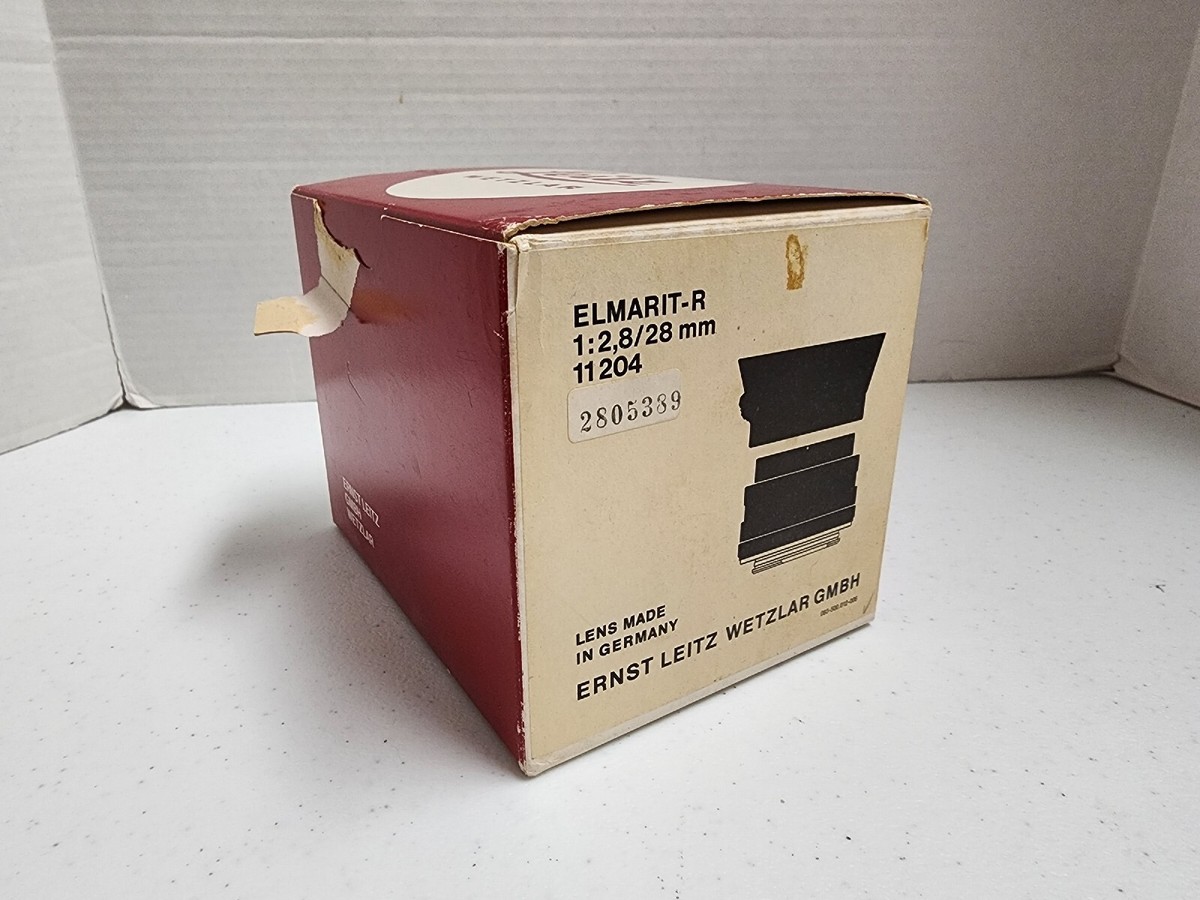 WETZLAR
ELMARIT-R
1:2,8/28 mm
11204
2805389
ERNST LEITZ
GMBH
WETZLAR
LENS MADE
IN GERMANY
ERNST LEITZ WETZLAR GMBH